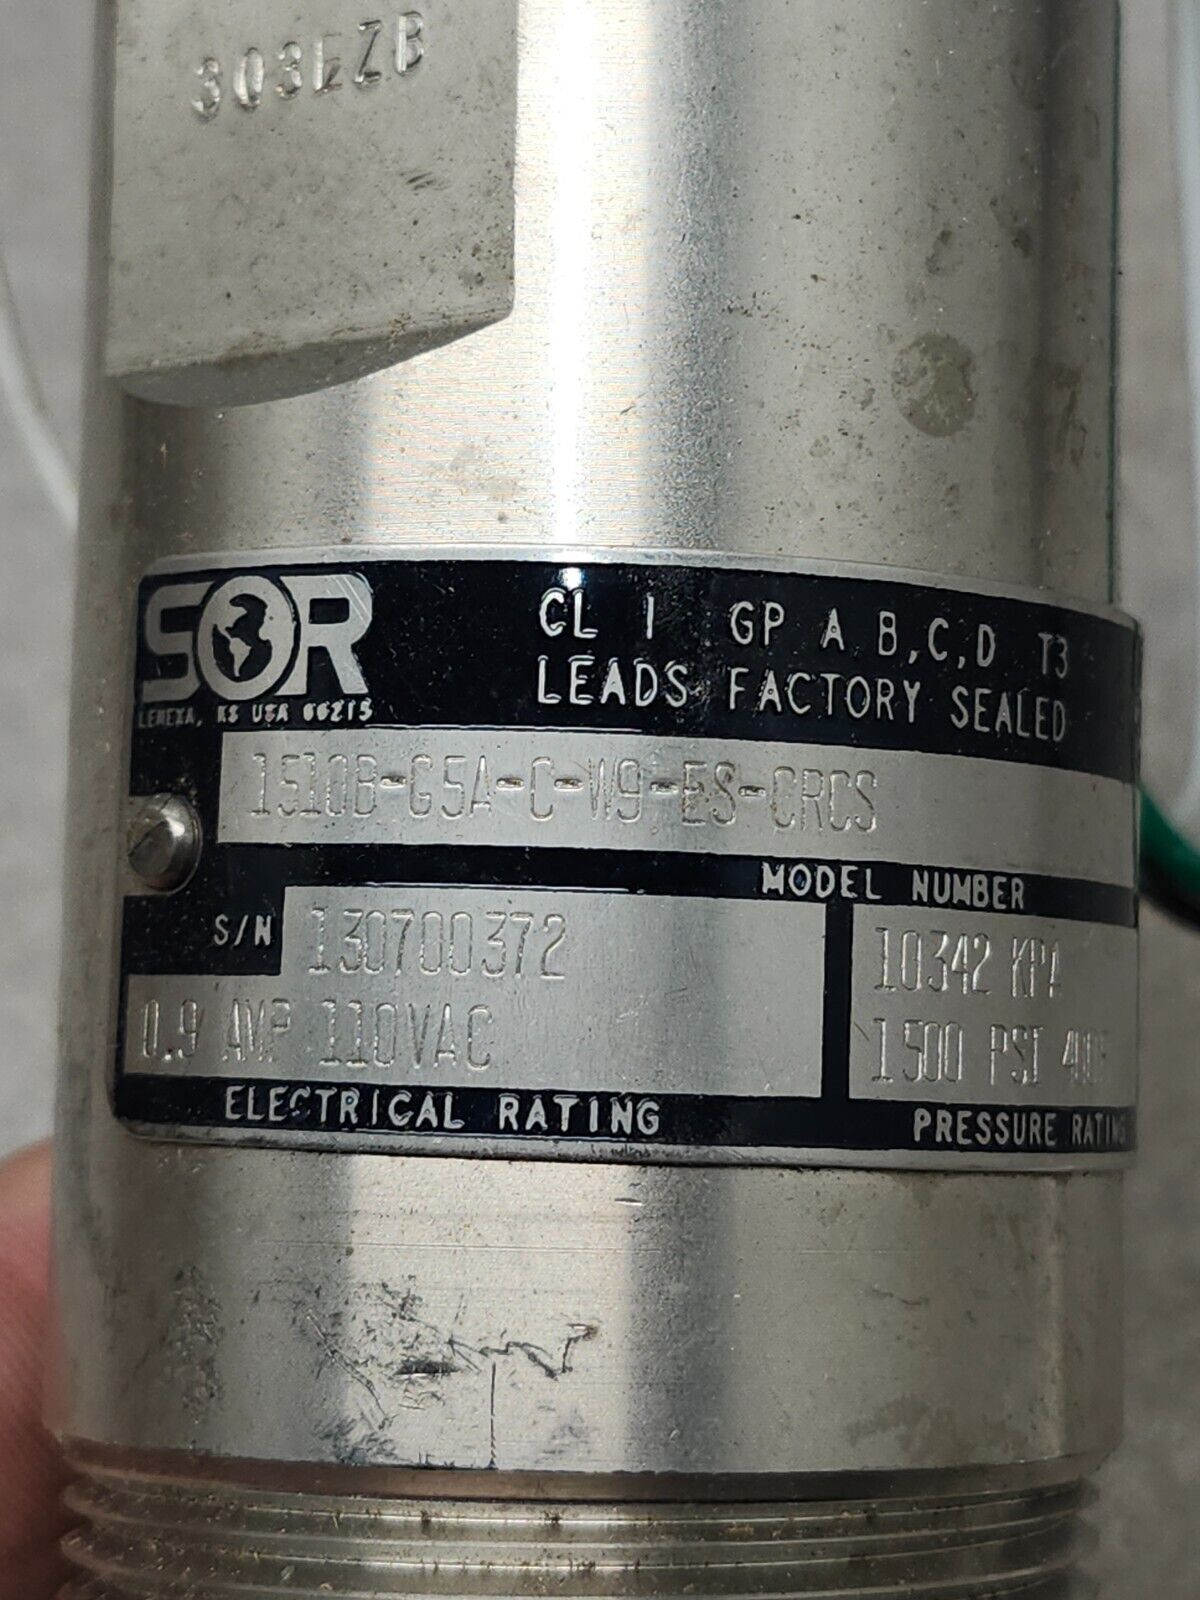 303EZB
SOR
LENEXA, KS USA 66215
CL I GP A B,C,D T3
LEADS FACTORY SEALED
1510B-G5A-C-W9-ES-CRCS
MODEL NUMBER
S/N 130700372
0.9 AMP 110VAC
ELECTRICAL RATING
10342 KPA
1500 PSI
PRESSURE RATING